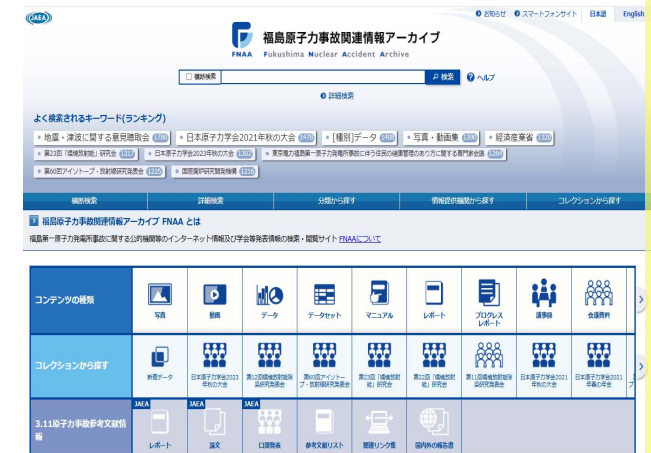 (JAEA)
お知らせ スマートフォンサイト 日本語 English
福島原子力事故関連情報アーカイブ
FNAA Fukushima Nuclear Accident Archive
横断検索 検索 ヘルプ
詳細検索
よく検索されるキーワード(ランキング)
地震・津波に関する意見聴取会 日本原子力学会2021年秋の大会 [種別]データ 写真・動画集 経済産業省
第23回「環境放射能」研究会 日本原子力学会2023年秋の大会 東京電力福島第一原子力発電所事故に伴う住民の健康管理のあり方に関する専門家会議
第60回アイソトープ・放射線研究発表会 国際廃炉研究開発機構
横断検索 詳細検索 分類から探す 情報提供機関から探す コレクションから探す
福島原子力事故関連情報アーカイブ FNAA とは
福島第一原子力発電所事故に関する公的機関等のインターネット情報及び学会等発表情報の検索・閲覧サイト FNAAについて
コンテンツの種類
写真 動画 データ データセット マニュアル レポート プログレスレポート 議事録 会議資料
コレクションから探す
新着データ 日本原子力学会2023年秋の大会 第12回環境放射能除染研究発表会 第60回アイソトープ・放射線研究発表会 第23回「環境放射能」研究会 第22回「環境放射能」研究会 第11回環境放射能除染研究発表会 日本原子力学会2021年秋の大会 日本原子力学会2021年春の年会
3.11原子力事故参考文献情報
JAEA JAEA JAEA
レポート 論文 口頭発表 参考文献リスト 関連リンク集 国内外の報告書